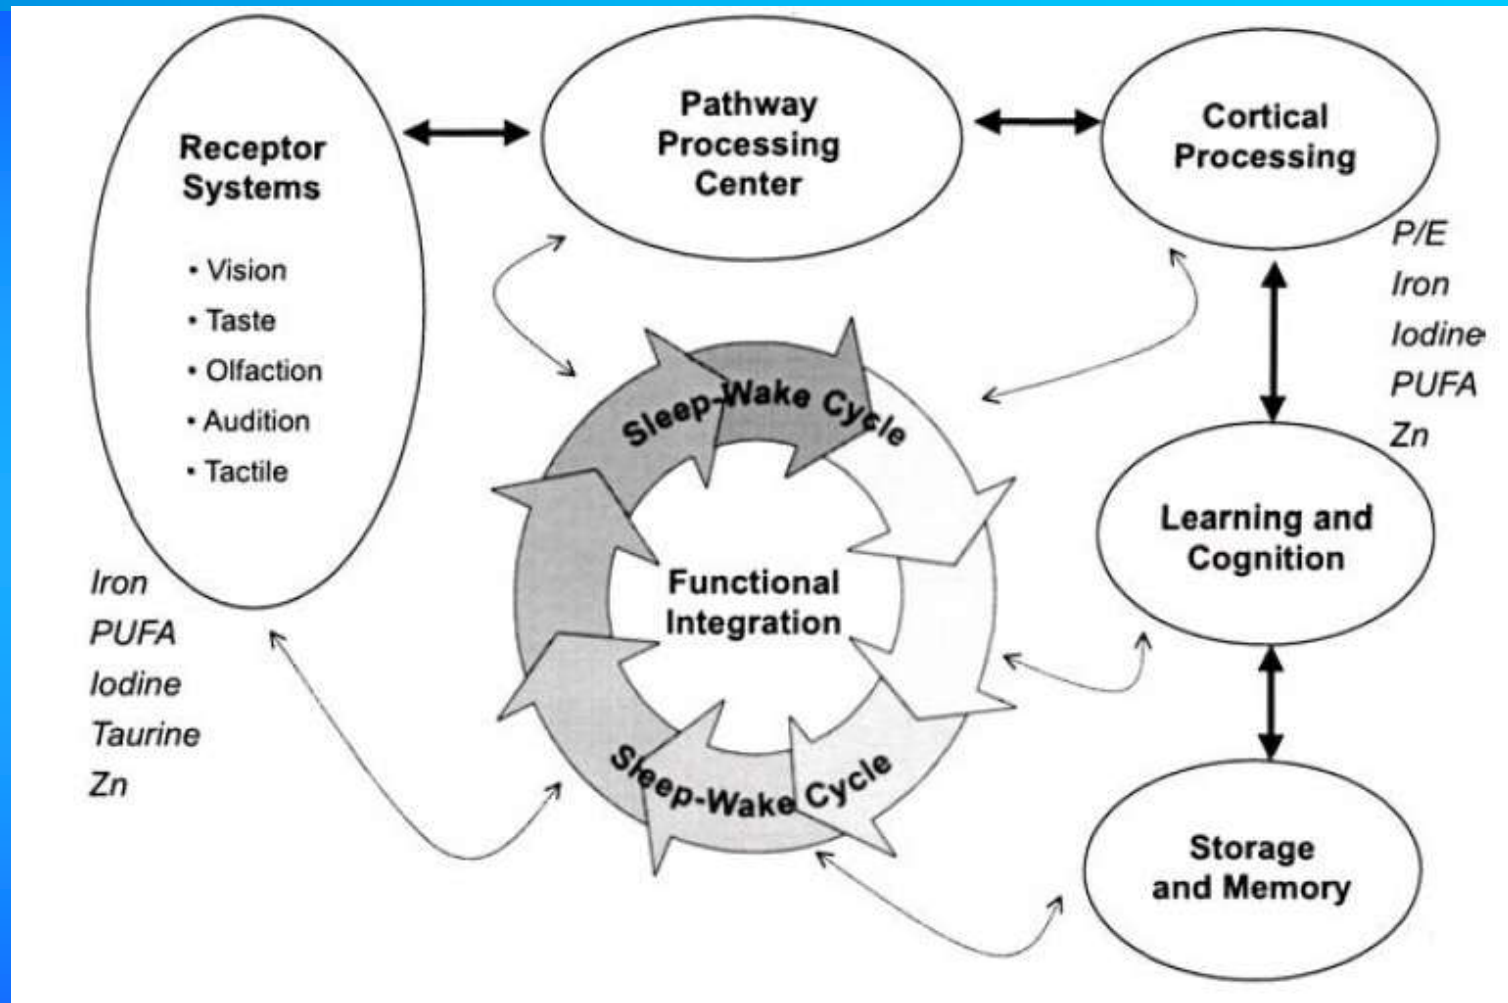 Receptor
Systems
• Vision
• Taste
• Olfaction
• Audition
• Tactile
Iron
PUFA
Iodine
Taurine
Zn
Pathway
Processing
Center
Cortical
Processing
P/E
Iron
Iodine
PUFA
Zn
Learning and
Cognition
Storage
and Memory
Sleep-Wake Cycle
Functional
Integration
Sleep-Wake Cycle